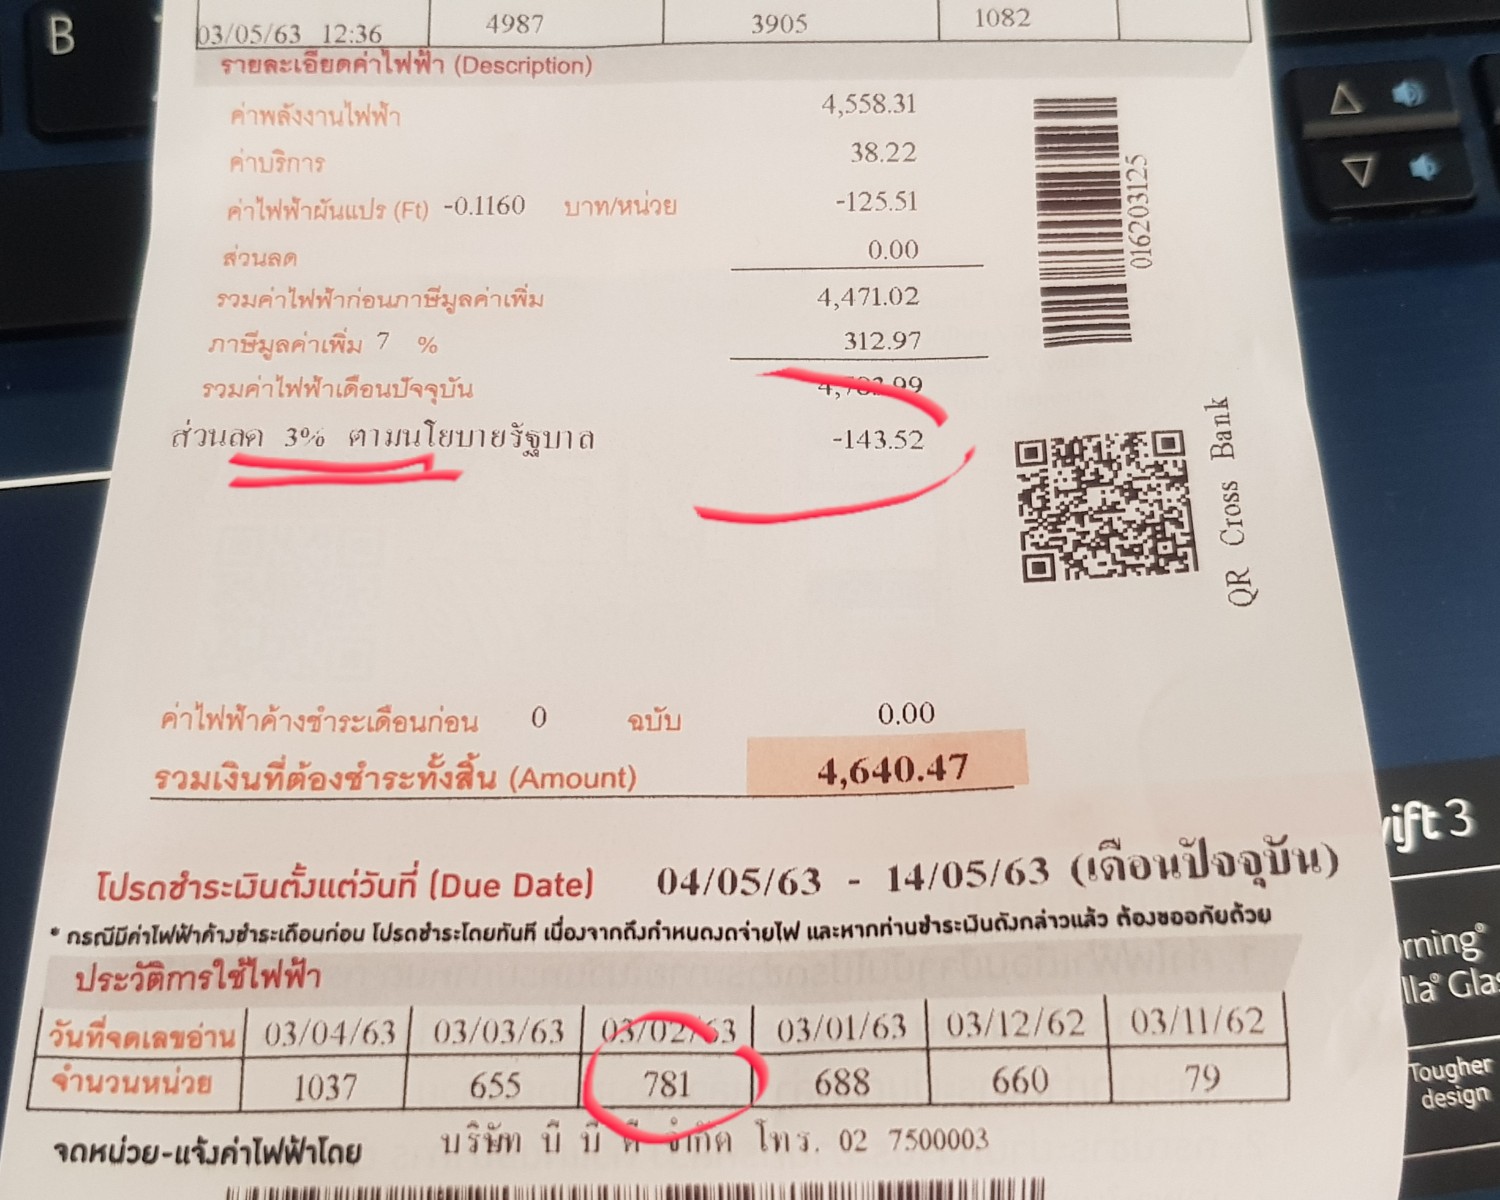 B
03/05/63 12:36 4987 3905 1082
รายละเอียดค่าไฟฟ้า (Description)
ค่าพลังงานไฟฟ้า 4,558.31
ค่าบริการ 38.22
ค่าไฟฟ้าผันแปร (Ft) -0.1160 บาท/หน่วย -125.51
ส่วนลด 0.00
รวมค่าไฟฟ้าก่อนภาษีมูลค่าเพิ่ม 4,471.02
ภาษีมูลค่าเพิ่ม 7 % 312.97
รวมค่าไฟฟ้าเดือนปัจจุบัน 4,783.99
ส่วนลด 3% ตามนโยบายรัฐบาล -143.52
016203125
QR Cross Bank
ค่าไฟฟ้าค้างชำระเดือนก่อน 0 ฉบับ 0.00
รวมเงินที่ต้องชำระทั้งสิ้น (Amount) 4,640.47
โปรดชำระเงินตั้งแต่วันที่ (Due Date) 04/05/63 - 14/05/63 (เดือนปัจจุบัน)
* กรณีมีค่าไฟฟ้าค้างชำระเดือนก่อน โปรดชำระโดยทันที เนื่องจากถึงกำหนดงดจ่ายไฟ และหากท่านชำระเงินดังกล่าวแล้ว ต้องขออภัยด้วย
ประวัติการใช้ไฟฟ้า
วันที่จดเลขอ่าน 03/04/63 03/03/63 03/02/63 03/01/63 03/12/62 03/11/62
จำนวนหน่วย 1037 655 781 688 660 79
จดหน่วย-แจ้งค่าไฟฟ้าโดย บริษัท บี บี ดี จำกัด โทร. 02 7500003
ift 3
rning®
lla® Glas
Tougher
design